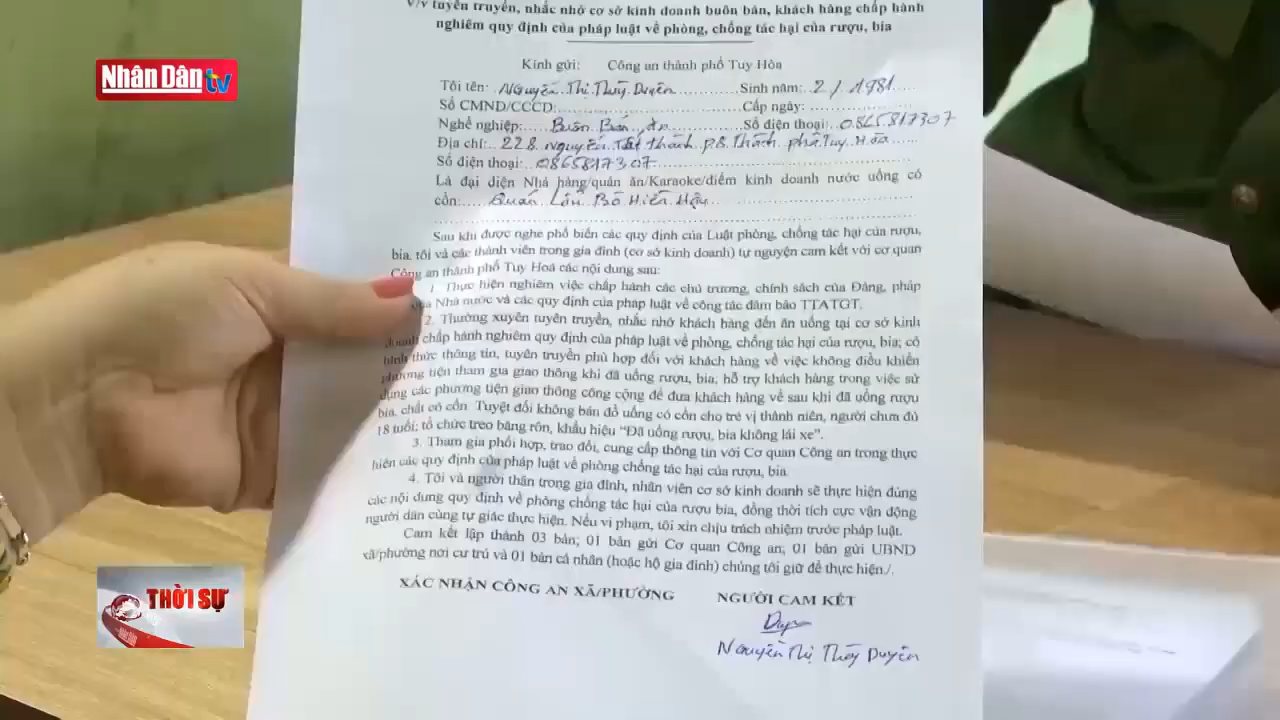 V/v tuyên truyền, nhắc nhở cơ sở kinh doanh buôn bán, khách hàng chấp hành
nghiêm quy định của pháp luật về phòng, chống tác hại của rượu, bia
Nhân Dân tv
Kính gửi: Công an thành phố Tuy Hòa
Tôi tên: Nguyễn Thị Thùy Duyên Sinh năm: 2/1981
Số CMND/CCCD: Cấp ngày:
Nghề nghiệp: Buôn Bán ăn Số điện thoại: 0865817307
Địa chỉ: 228 Nguyễn Tất Thành P8 Thành phố Tuy Hòa
Số điện thoại: 0865817307
Là đại diện Nhà hàng/quán ăn/Karaoke/điểm kinh doanh nước uống có
cồn: Quán Lẩu Bò Hiền Hậu
Sau khi được nghe phổ biến các quy định của Luật phòng, chống tác hại của rượu,
bia, tôi và các thành viên trong gia đình (cơ sở kinh doanh) tự nguyện cam kết với cơ quan
Công an thành phố Tuy Hoà các nội dung sau:
1. Thực hiện nghiêm việc chấp hành các chủ trương, chính sách của Đảng, pháp
của Nhà nước và các quy định của pháp luật về công tác đảm bảo TTATGT.
2. Thường xuyên tuyên truyền, nhắc nhở khách hàng đến ăn uống tại cơ sở kinh
doanh chấp hành nghiêm quy định của pháp luật về phòng, chống tác hại của rượu, bia; có
hình thức thông tin, tuyên truyền phù hợp đối với khách hàng về việc không điều khiển
phương tiện tham gia giao thông khi đã uống rượu, bia; hỗ trợ khách hàng trong việc sử
dụng các phương tiện giao thông công cộng để đưa khách hàng về sau khi đã uống rượu
bia, chất có cồn. Tuyệt đối không bán đồ uống có cồn cho trẻ vị thành niên, người chưa đủ
18 tuổi; tổ chức treo băng rôn, khẩu hiệu “Đã uống rượu, bia không lái xe”.
3. Tham gia phối hợp, trao đổi, cung cấp thông tin với Cơ quan Công an trong thực
hiện các quy định của pháp luật về phòng chống tác hại của rượu, bia.
4. Tôi và người thân trong gia đình, nhân viên cơ sở kinh doanh sẽ thực hiện đúng
các nội dung quy định về phòng chống tác hại của rượu bia, đồng thời tích cực vận động
người dân cùng tự giác thực hiện. Nếu vi phạm, tôi xin chịu trách nhiệm trước pháp luật.
Cam kết lập thành 03 bản; 01 bản gửi Cơ quan Công an; 01 bản gửi UBND
xã/phường nơi cư trú và 01 bản cá nhân (hoặc hộ gia đình) chúng tôi giữ để thực hiện./.
XÁC NHẬN CÔNG AN XÃ/PHƯỜNG NGƯỜI CAM KẾT
Duyn
Nguyễn Thị Thùy Duyên
THỜI SỰ